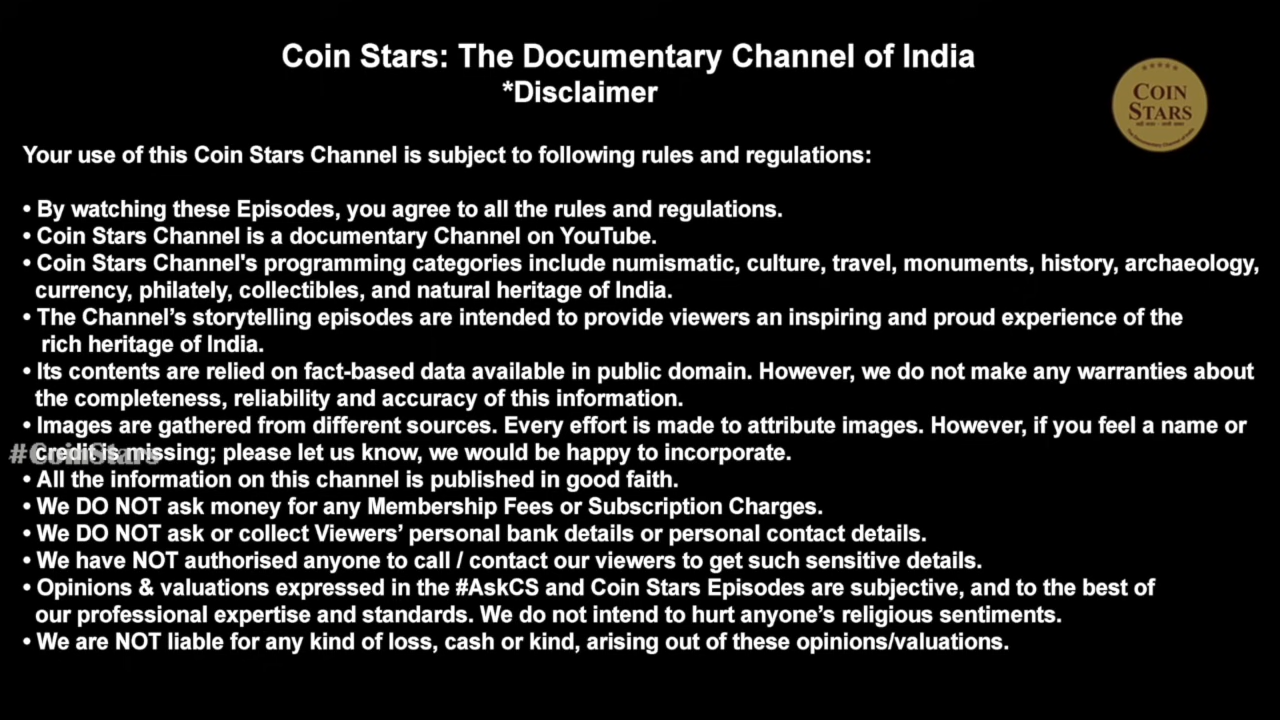 Coin Stars: The Documentary Channel of India
*Disclaimer
COIN
STARS
Your use of this Coin Stars Channel is subject to following rules and regulations:
• By watching these Episodes, you agree to all the rules and regulations.
• Coin Stars Channel is a documentary Channel on YouTube.
• Coin Stars Channel's programming categories include numismatic, culture, travel, monuments, history, archaeology,
currency, philately, collectibles, and natural heritage of India.
• The Channel’s storytelling episodes are intended to provide viewers an inspiring and proud experience of the
rich heritage of India.
• Its contents are relied on fact-based data available in public domain. However, we do not make any warranties about
the completeness, reliability and accuracy of this information.
• Images are gathered from different sources. Every effort is made to attribute images. However, if you feel a name or
credit is missing; please let us know, we would be happy to incorporate.
#CoinStars
• All the information on this channel is published in good faith.
• We DO NOT ask money for any Membership Fees or Subscription Charges.
• We DO NOT ask or collect Viewers’ personal bank details or personal contact details.
• We have NOT authorised anyone to call / contact our viewers to get such sensitive details.
• Opinions & valuations expressed in the #AskCS and Coin Stars Episodes are subjective, and to the best of
our professional expertise and standards. We do not intend to hurt anyone’s religious sentiments.
• We are NOT liable for any kind of loss, cash or kind, arising out of these opinions/valuations.